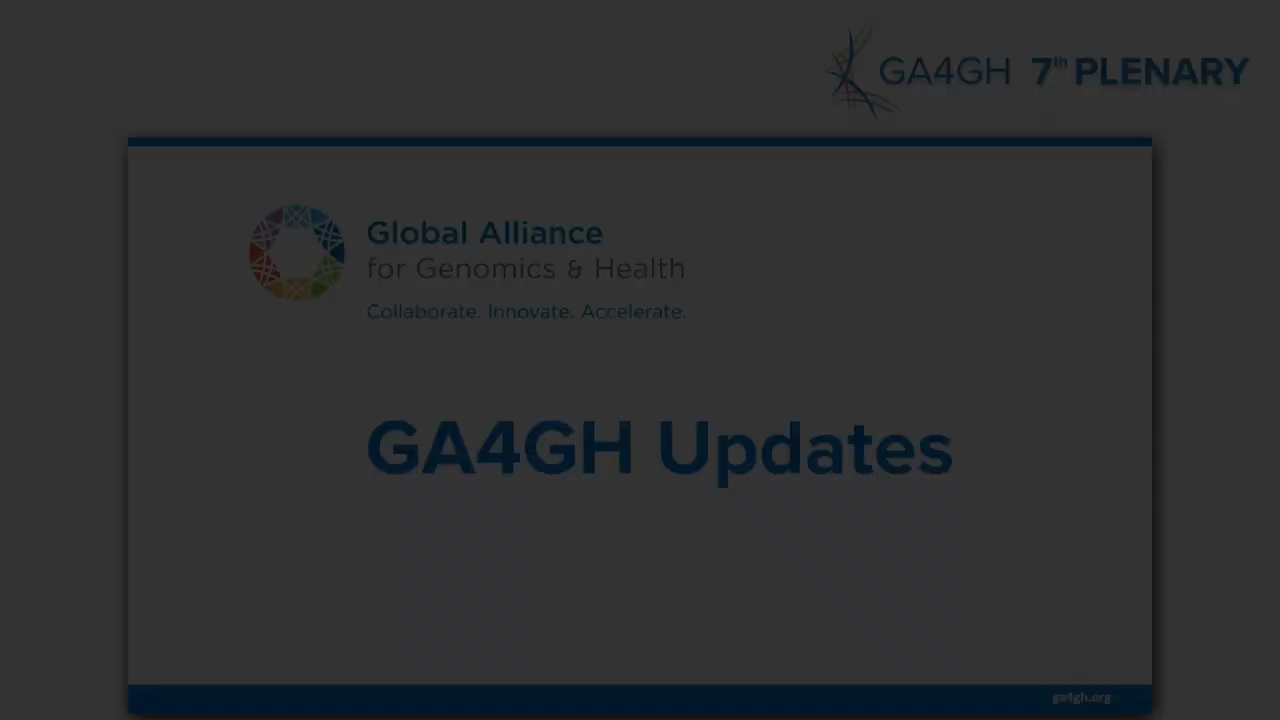 GA4GH 7th PLENARY
Global Alliance
for Genomics & Health
Collaborate. Innovate. Accelerate.
GA4GH Updates
ga4gh.org